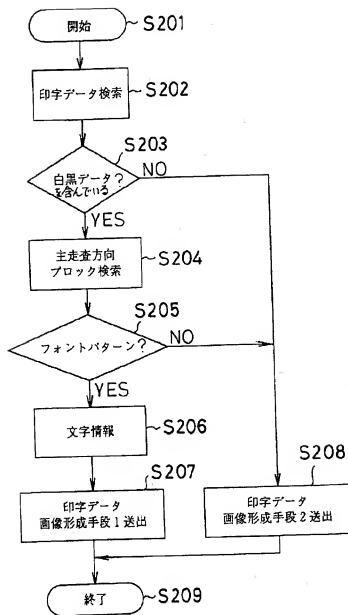 開始
S201
印字データ検索
S202
S203
白黒データ?
を含んでいる
NO
YES
S204
主走査方向
ブロック検索
S205
フォントパターン?
NO
YES
文字情報
S206
S207
印字データ
画像形成手段1送出
S208
印字データ
画像形成手段2送出
終了
S209